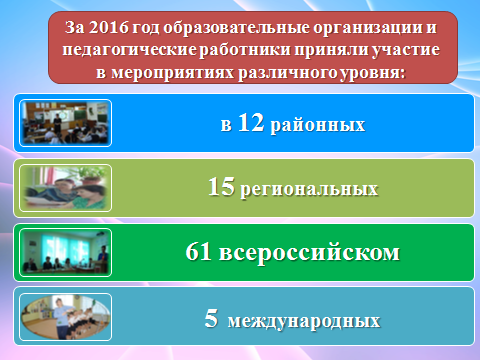 За 2016 год образовательные организации и
педагогические работники приняли участие
в мероприятиях различного уровня:
в 12 районных
15 региональных
61 всероссийском
5 международных